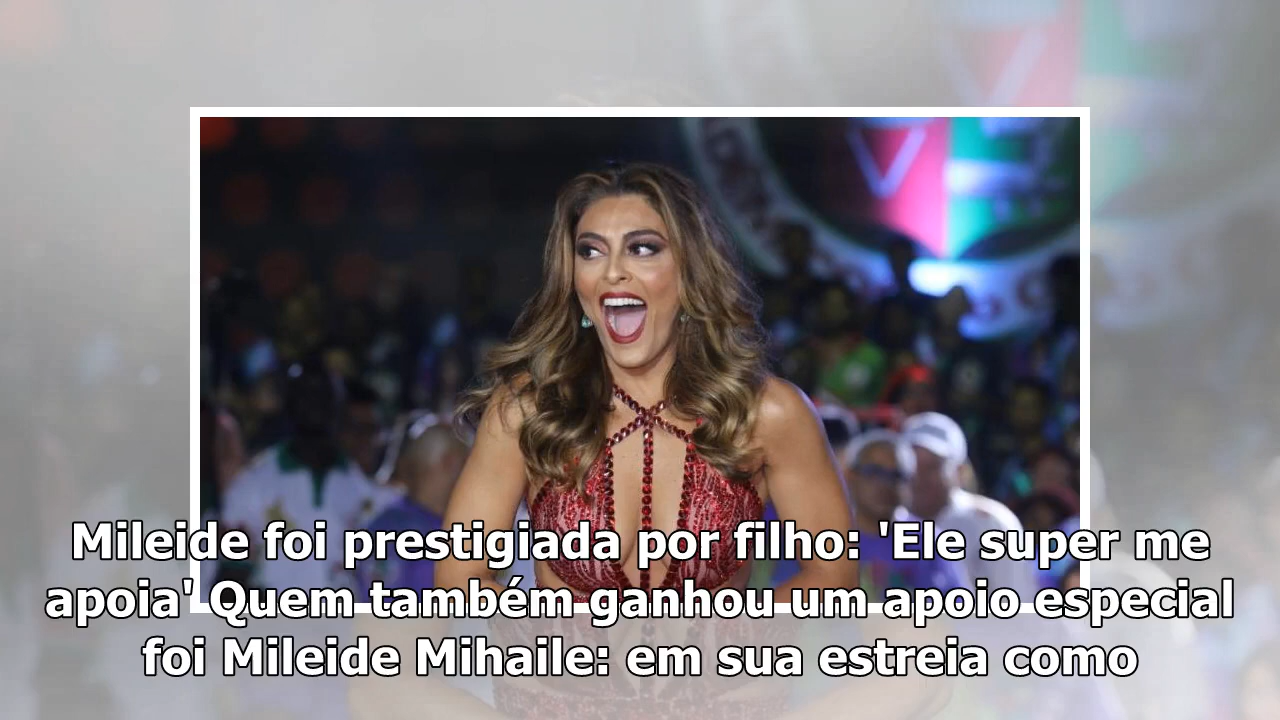 Mileide foi prestigiada por filho: 'Ele super me
apoia' Quem também ganhou um apoio especial
foi Mileide Mihaile: em sua estreia como